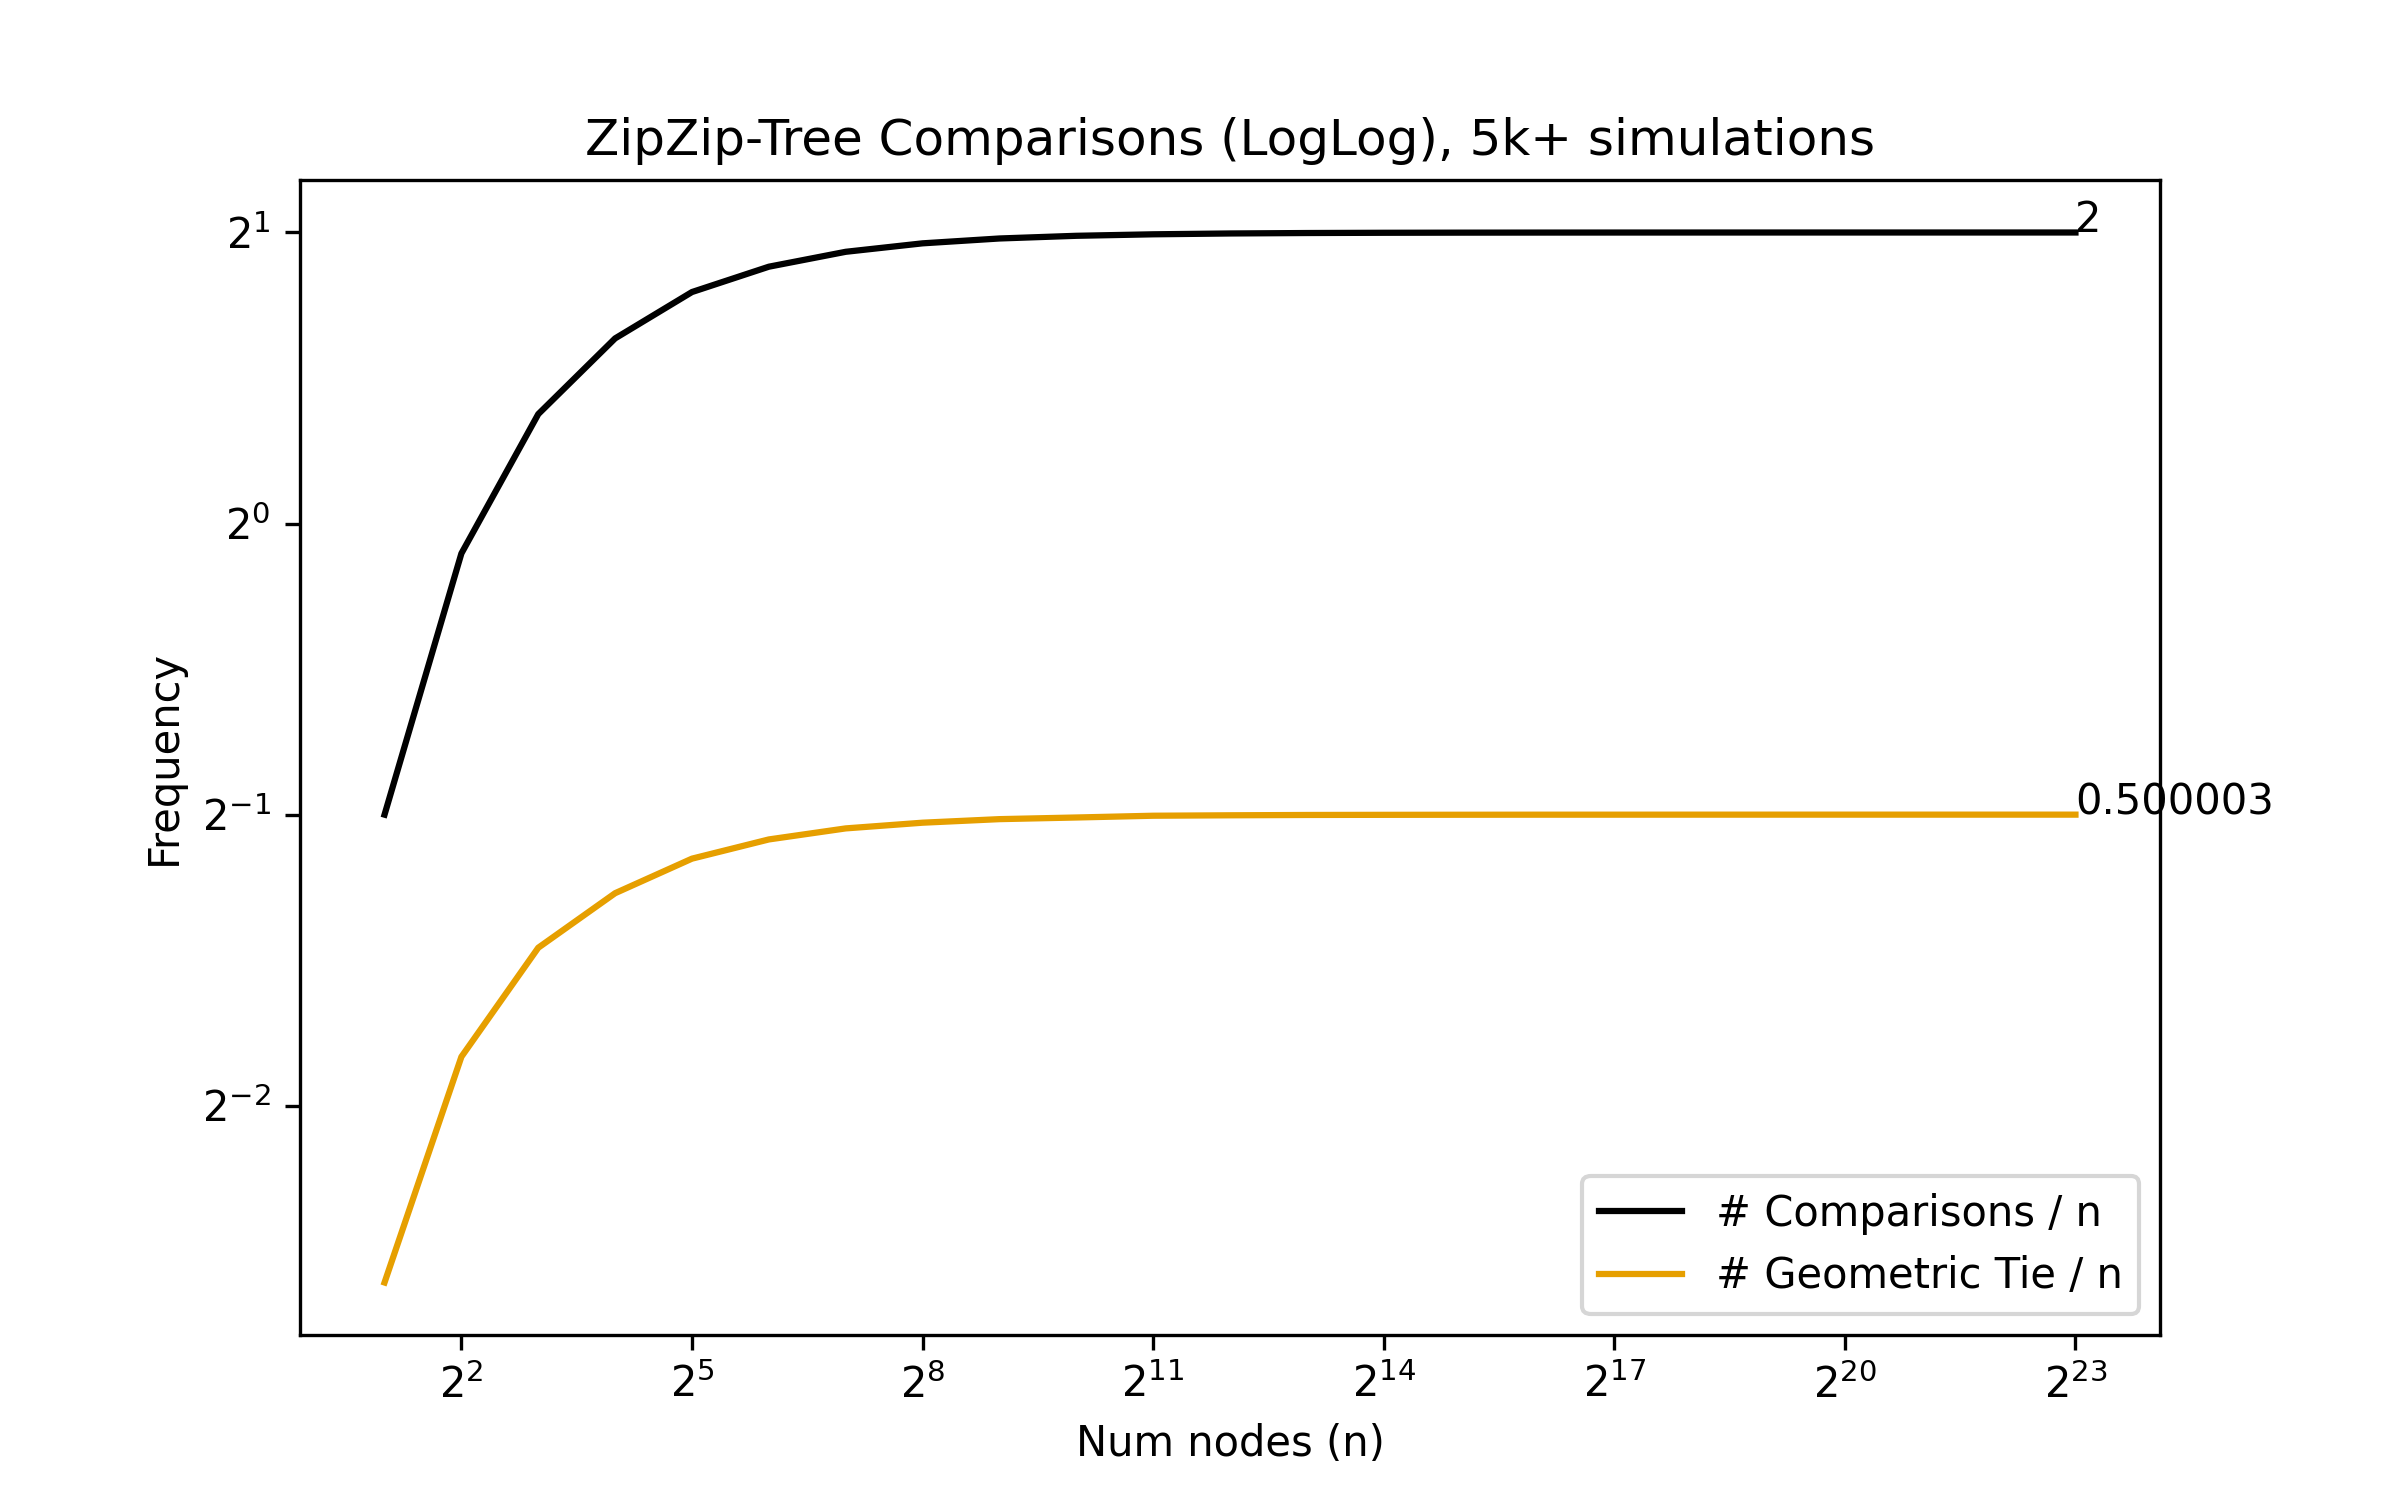 ZipZip-Tree Comparisons (LogLog), 5k+ simulations
2¹
2⁰
2⁻¹
2⁻²
Frequency
2
0.500003
# Comparisons / n
# Geometric Tie / n
2² 2⁵ 2⁸ 2¹¹ 2¹⁴ 2¹⁷ 2²⁰ 2²³
Num nodes (n)